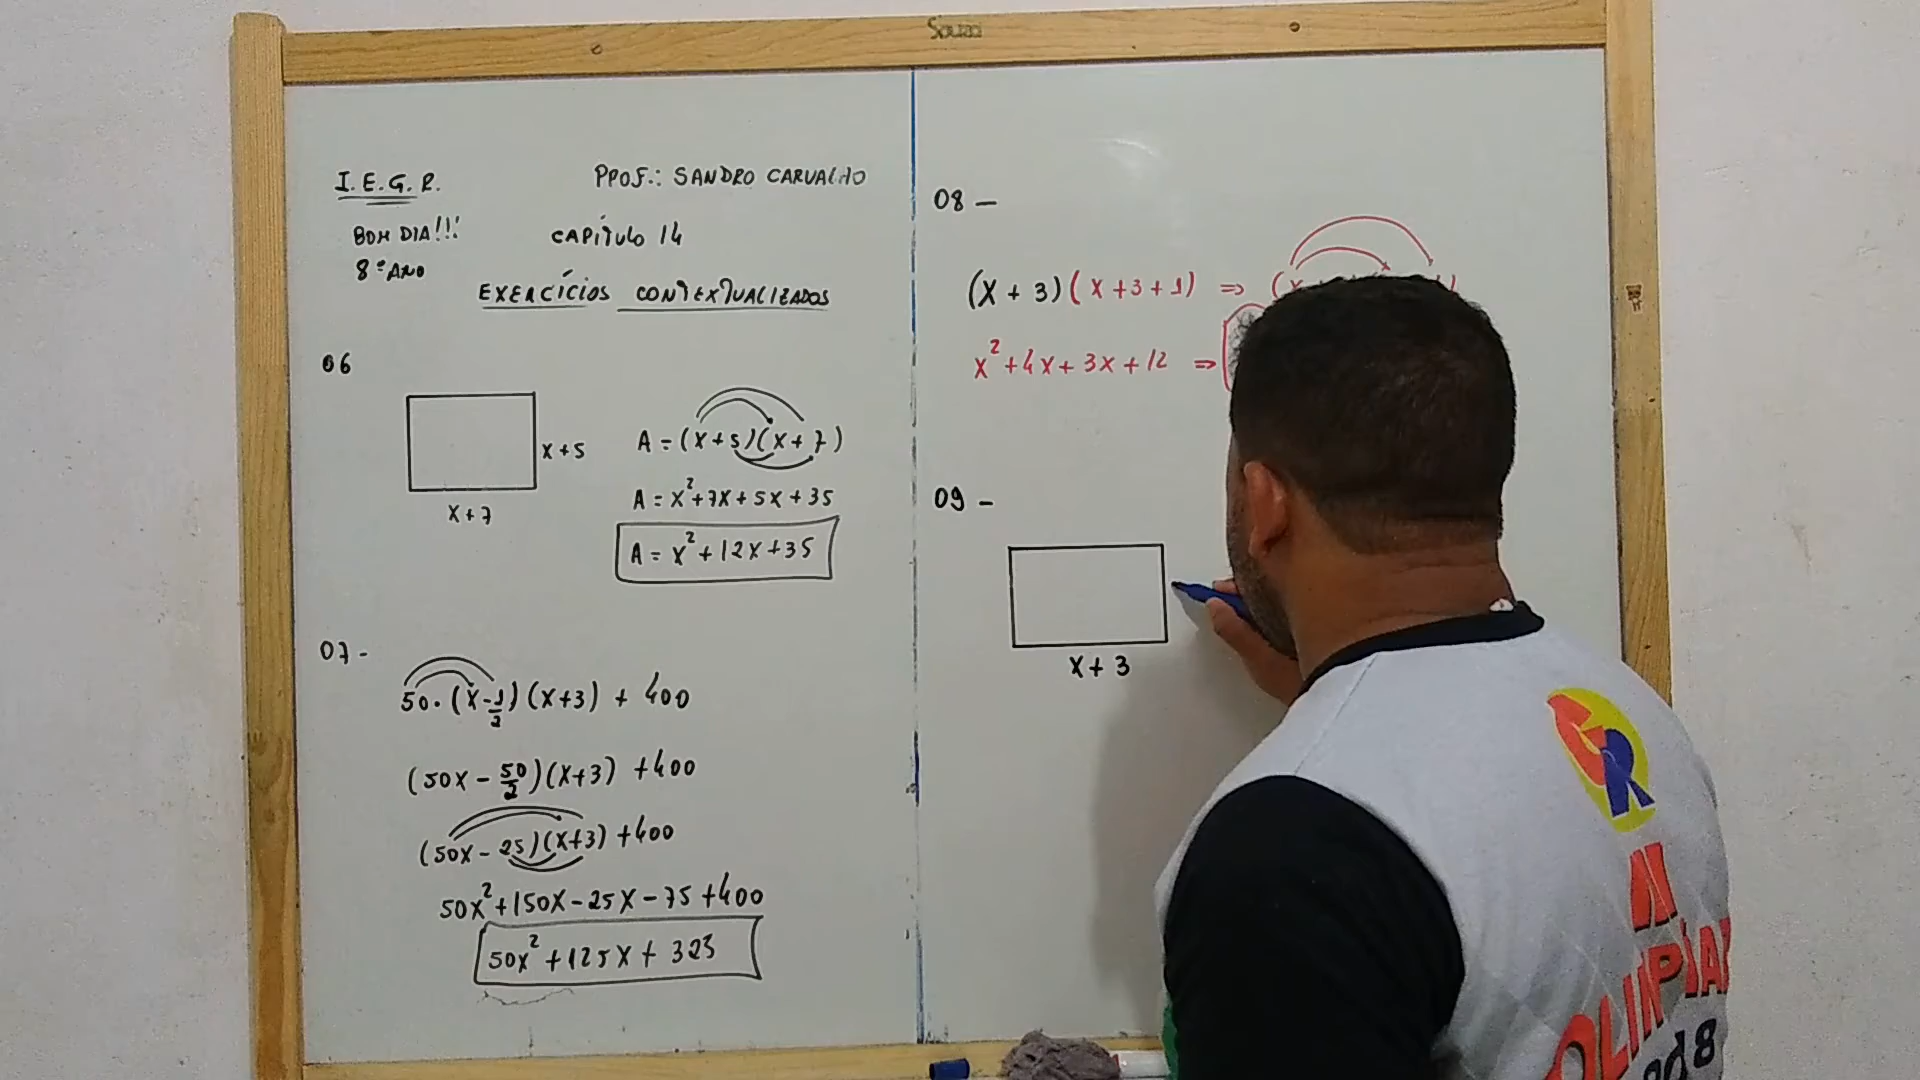 Souza
I. E. G. R.
PROF.: SANDRO CARVALHO
BOM DIA!!!
8º ANO
CAPÍTULO 14
EXERCÍCIOS CONTEXTUALIZADOS
06
X + 5
X + 7
A = (X + 5)(X + 7)
A = X² + 7X + 5X + 35
A = X² + 12X + 35
07 -
50 · (X - 1/2) (X + 3) + 400
(50X - 50/2)(X + 3) + 400
(50X - 25)(X + 3) + 400
50X² + 150X - 25X - 75 + 400
50X² + 125X + 325
08 -
(X + 3)(X + 3 + 1) ⇒ (X
X² + 4X + 3X + 12 ⇒
09 -
X + 3
GR
OLIMPÍAD